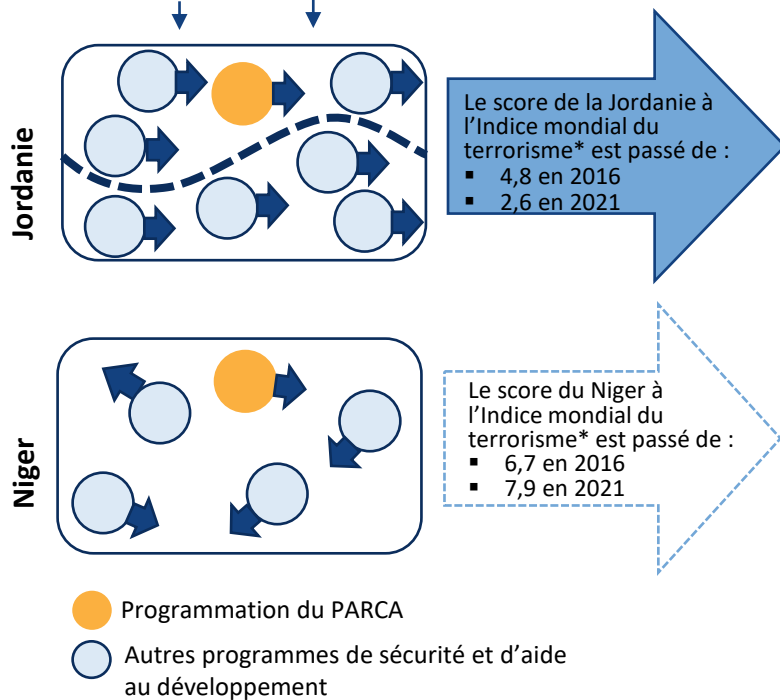 Jordanie
Le score de la Jordanie à
l’Indice mondial du
terrorisme* est passé de :
▪ 4,8 en 2016
▪ 2,6 en 2021
Niger
Le score du Niger à
l’Indice mondial du
terrorisme* est passé de :
▪ 6,7 en 2016
▪ 7,9 en 2021
Programmation du PARCA
Autres programmes de sécurité et d’aide
au développement